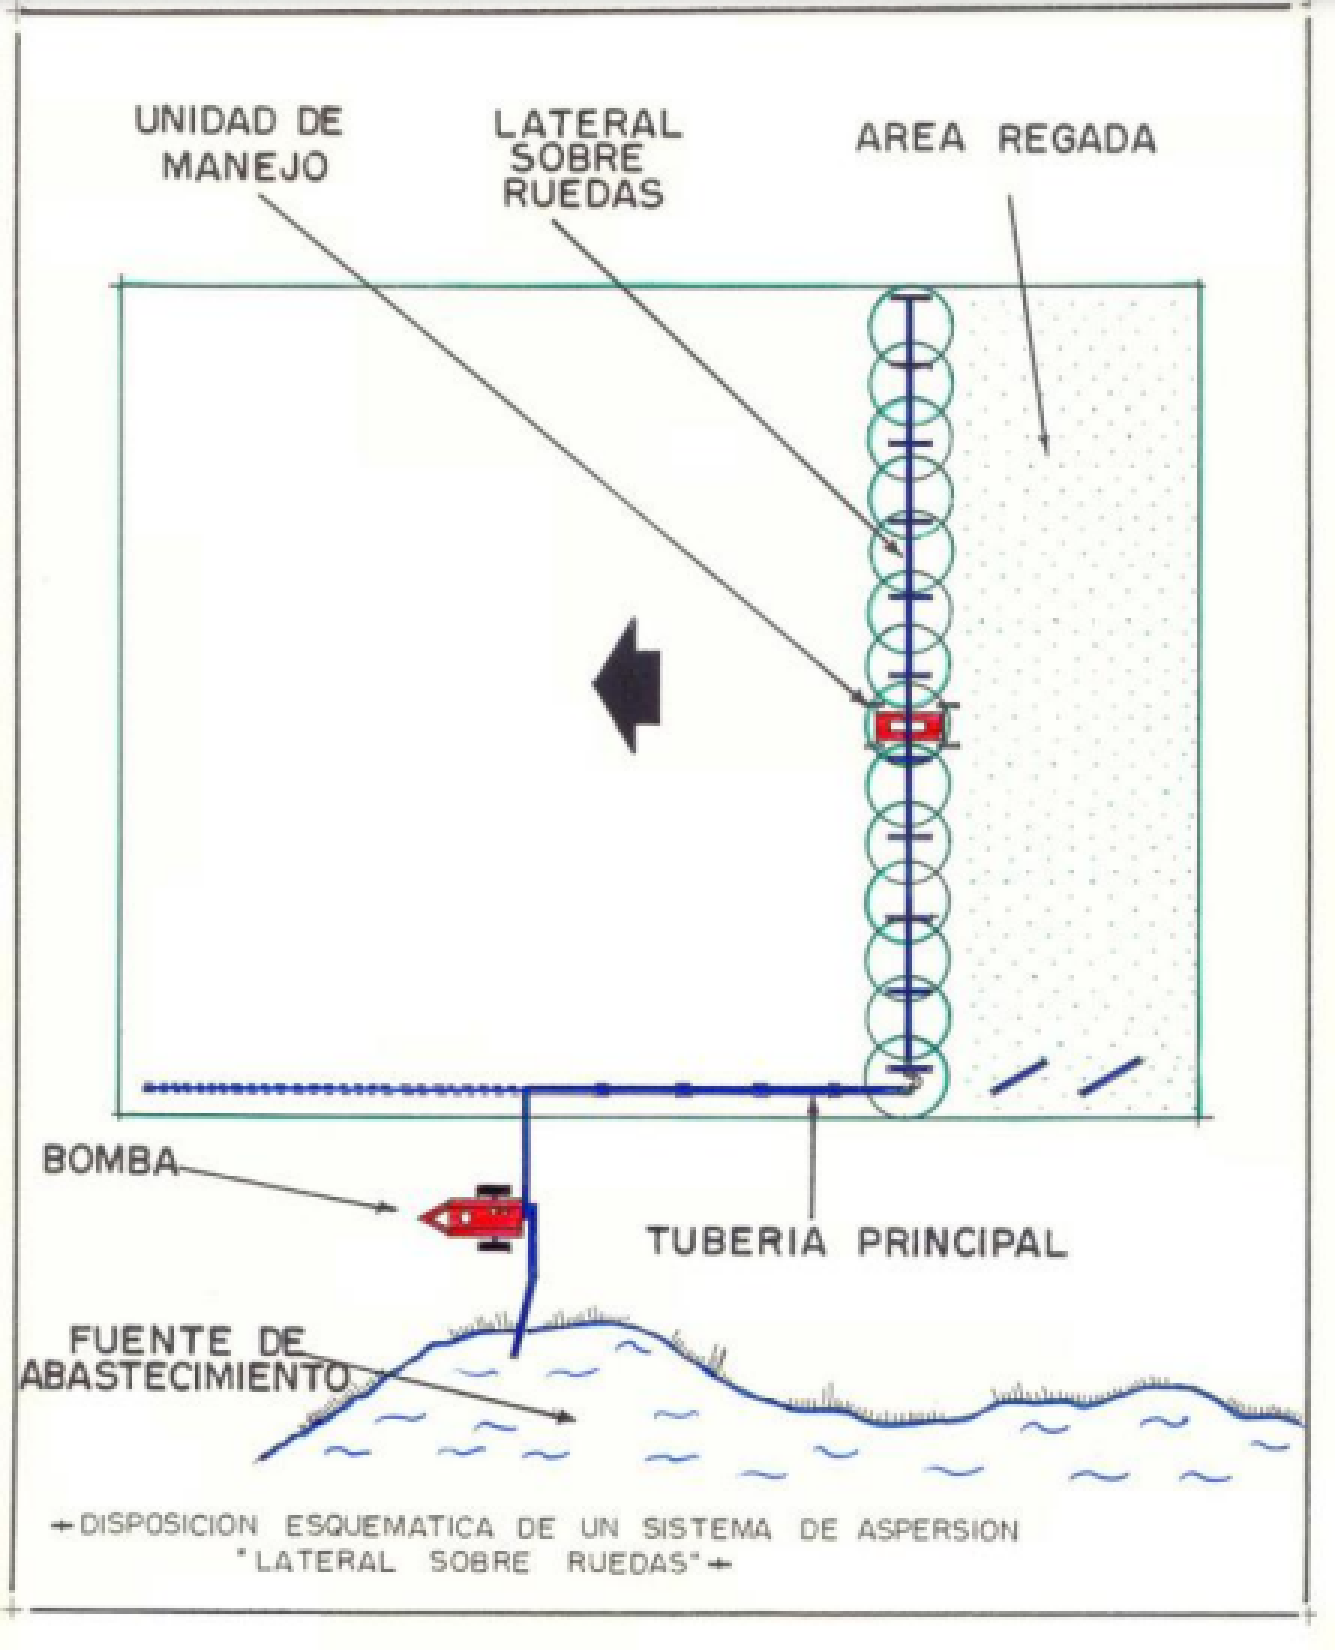 UNIDAD DE
MANEJO
LATERAL
SOBRE
RUEDAS
AREA REGADA
BOMBA
TUBERIA PRINCIPAL
FUENTE DE
ABASTECIMIENTO
DISPOSICION ESQUEMATICA DE UN SISTEMA DE ASPERSION
"LATERAL SOBRE RUEDAS"